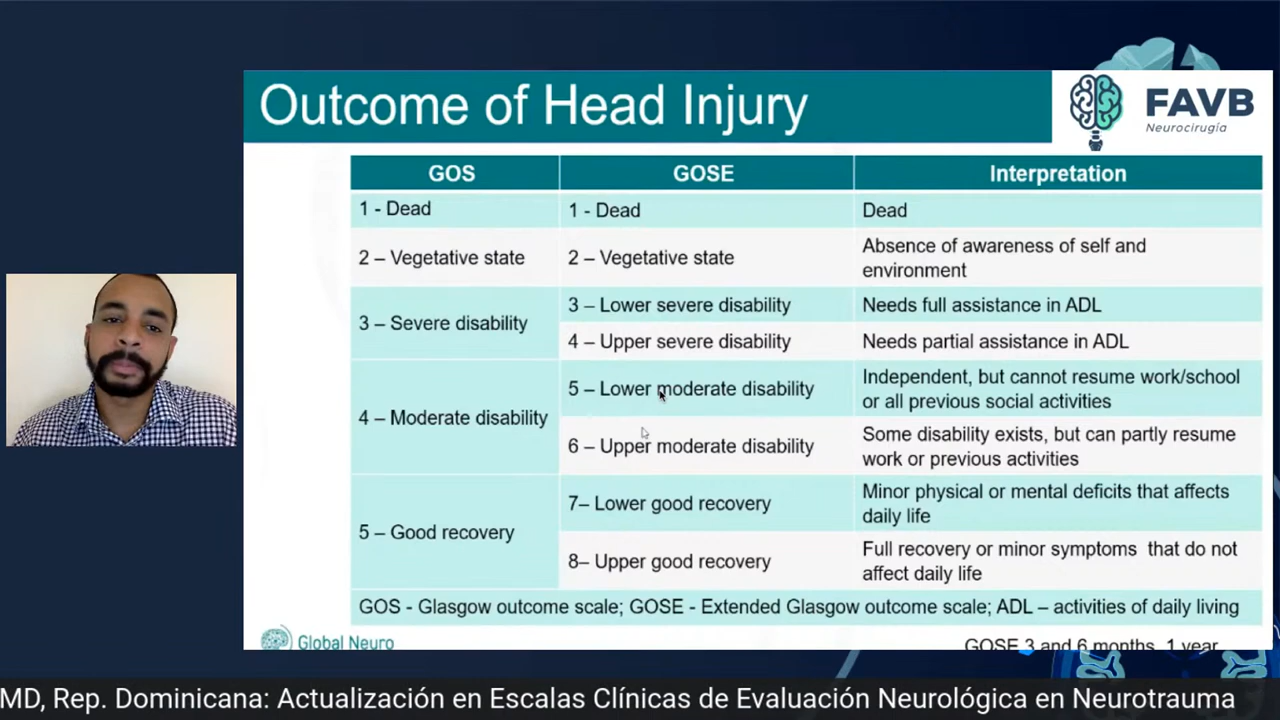 Outcome of Head Injury
FAVB
Neurocirugía
GOS
GOSE
Interpretation
1 - Dead
1 - Dead
Dead
2 – Vegetative state
2 – Vegetative state
Absence of awareness of self and
environment
3 – Severe disability
3 – Lower severe disability
Needs full assistance in ADL
4 – Upper severe disability
Needs partial assistance in ADL
4 – Moderate disability
5 – Lower moderate disability
Independent, but cannot resume work/school
or all previous social activities
6 – Upper moderate disability
Some disability exists, but can partly resume
work or previous activities
5 – Good recovery
7– Lower good recovery
Minor physical or mental deficits that affects
daily life
8– Upper good recovery
Full recovery or minor symptoms that do not
affect daily life
GOS - Glasgow outcome scale; GOSE - Extended Glasgow outcome scale; ADL – activities of daily living
Global Neuro
GOSE 3 and 6 months, 1 year
MD, Rep. Dominicana: Actualización en Escalas Clínicas de Evaluación Neurológica en Neurotrauma